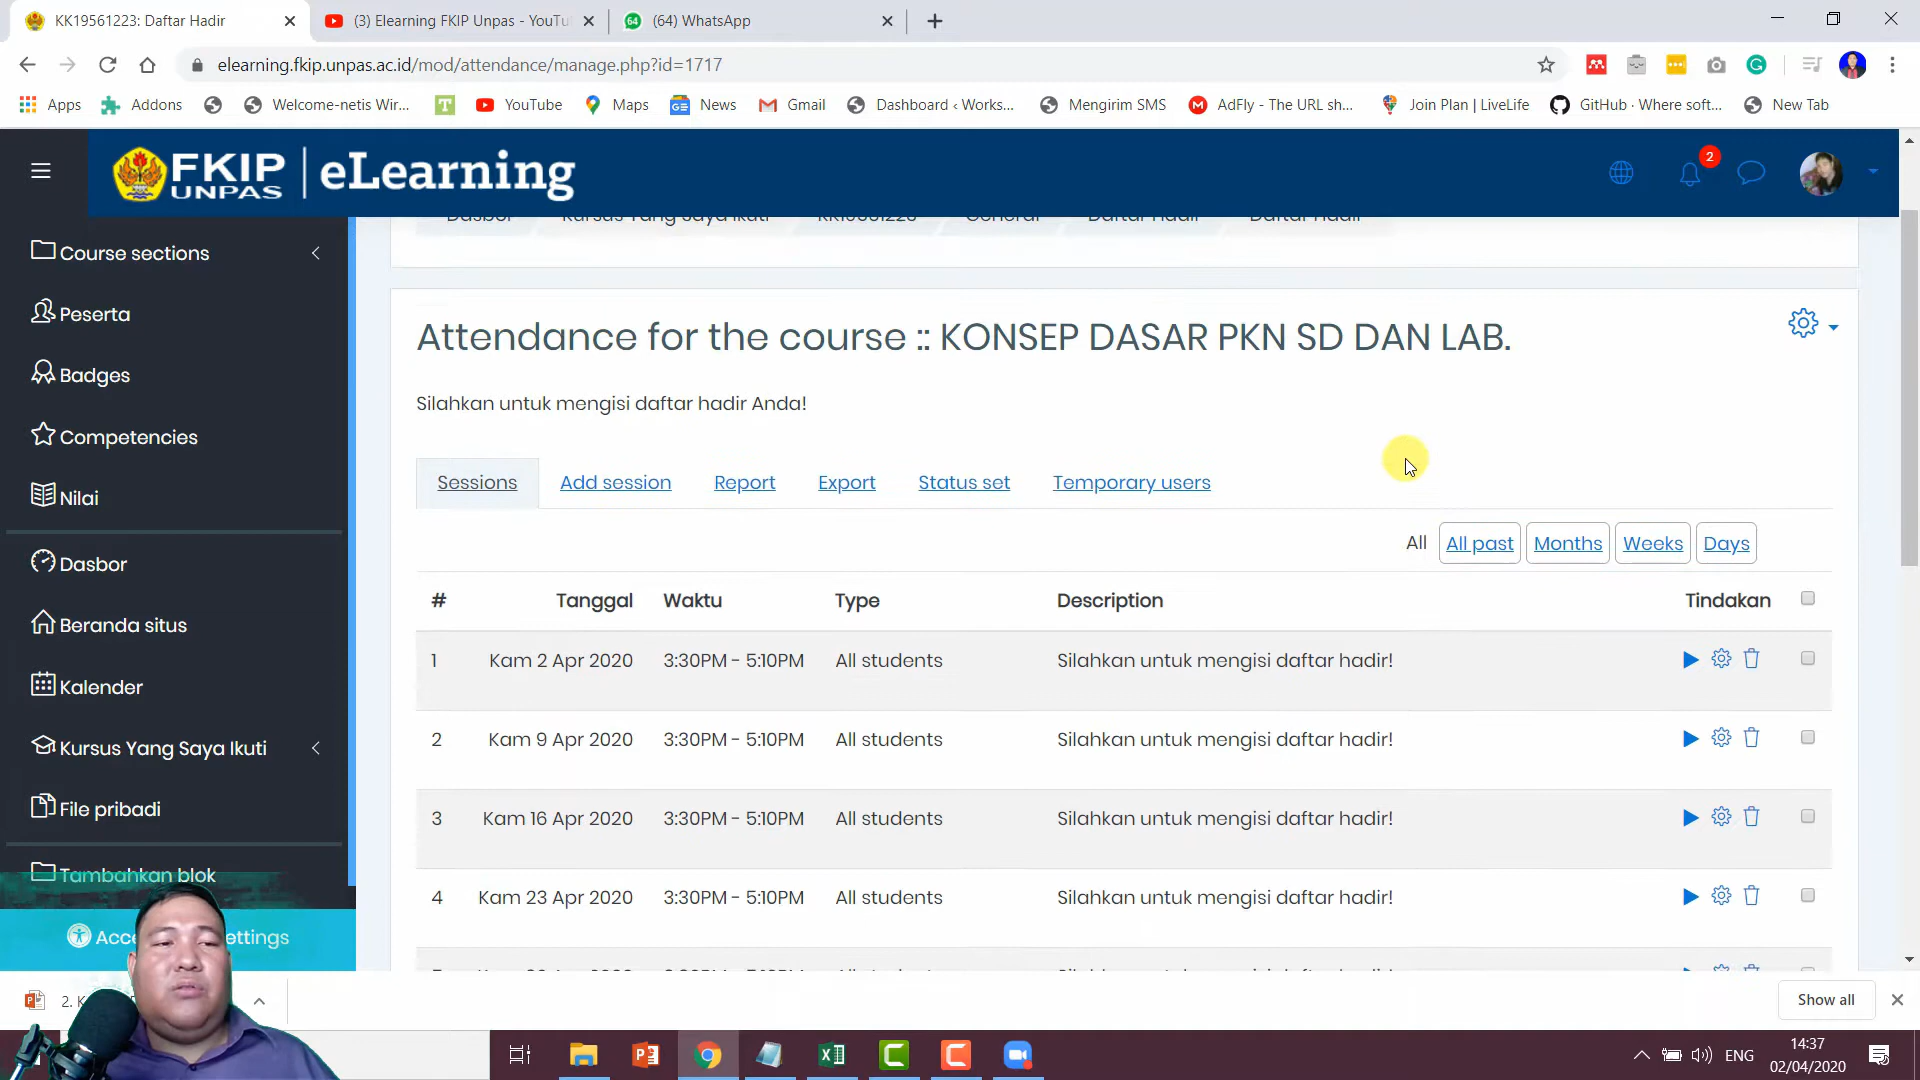 KK19561223: Daftar Hadir
(3) Elearning FKIP Unpas - YouTu
(64) WhatsApp
elearning.fkip.unpas.ac.id/mod/attendance/manage.php?id=1717
Apps
Addons
Welcome-netis Wir...
YouTube
Maps
News
Gmail
Dashboard ‹ Works...
Mengirim SMS
AdFly - The URL sh...
Join Plan | LiveLife
GitHub · Where soft...
New Tab
FKIP UNPAS | eLearning
2
Course sections
Peserta
Badges
Competencies
Nilai
Dasbor
Beranda situs
Kalender
Kursus Yang Saya Ikuti
File pribadi
Tambahkan blok
Acce ettings
Dasbor Kursus Yang Saya Ikuti KK19561223 General Daftar Hadir Daftar Hadir
Attendance for the course :: KONSEP DASAR PKN SD DAN LAB.
Silahkan untuk mengisi daftar hadir Anda!
Sessions Add session Report Export Status set Temporary users
All All past Months Weeks Days
# Tanggal Waktu Type Description Tindakan
1 Kam 2 Apr 2020 3:30PM - 5:10PM All students Silahkan untuk mengisi daftar hadir!
2 Kam 9 Apr 2020 3:30PM - 5:10PM All students Silahkan untuk mengisi daftar hadir!
3 Kam 16 Apr 2020 3:30PM - 5:10PM All students Silahkan untuk mengisi daftar hadir!
4 Kam 23 Apr 2020 3:30PM - 5:10PM All students Silahkan untuk mengisi daftar hadir!
2. K
Show all
ENG
14:37
02/04/2020